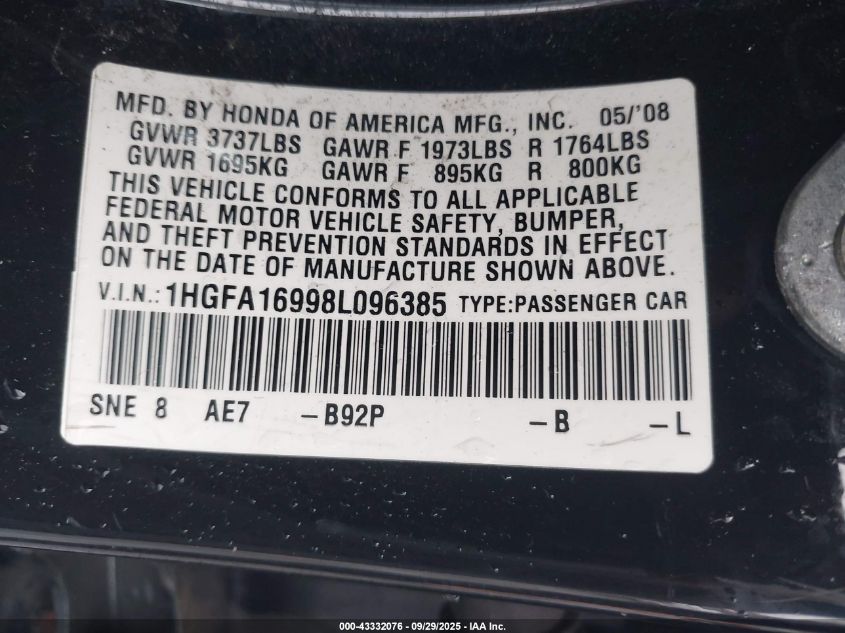 MFD. BY HONDA OF AMERICA MFG., INC. 05/'08
GVWR 3737LBS GAWR F 1973LBS R 1764LBS
GVWR 1695KG GAWR F 895KG R 800KG
THIS VEHICLE CONFORMS TO ALL APPLICABLE
FEDERAL MOTOR VEHICLE SAFETY, BUMPER,
AND THEFT PREVENTION STANDARDS IN EFFECT
ON THE DATE OF MANUFACTURE SHOWN ABOVE.
V.I.N.: 1HGFA16998L096385 TYPE:PASSENGER CAR
SNE 8 AE7 -B92P -B -L
000-43332076 - 09/29/2025 - IAA Inc.